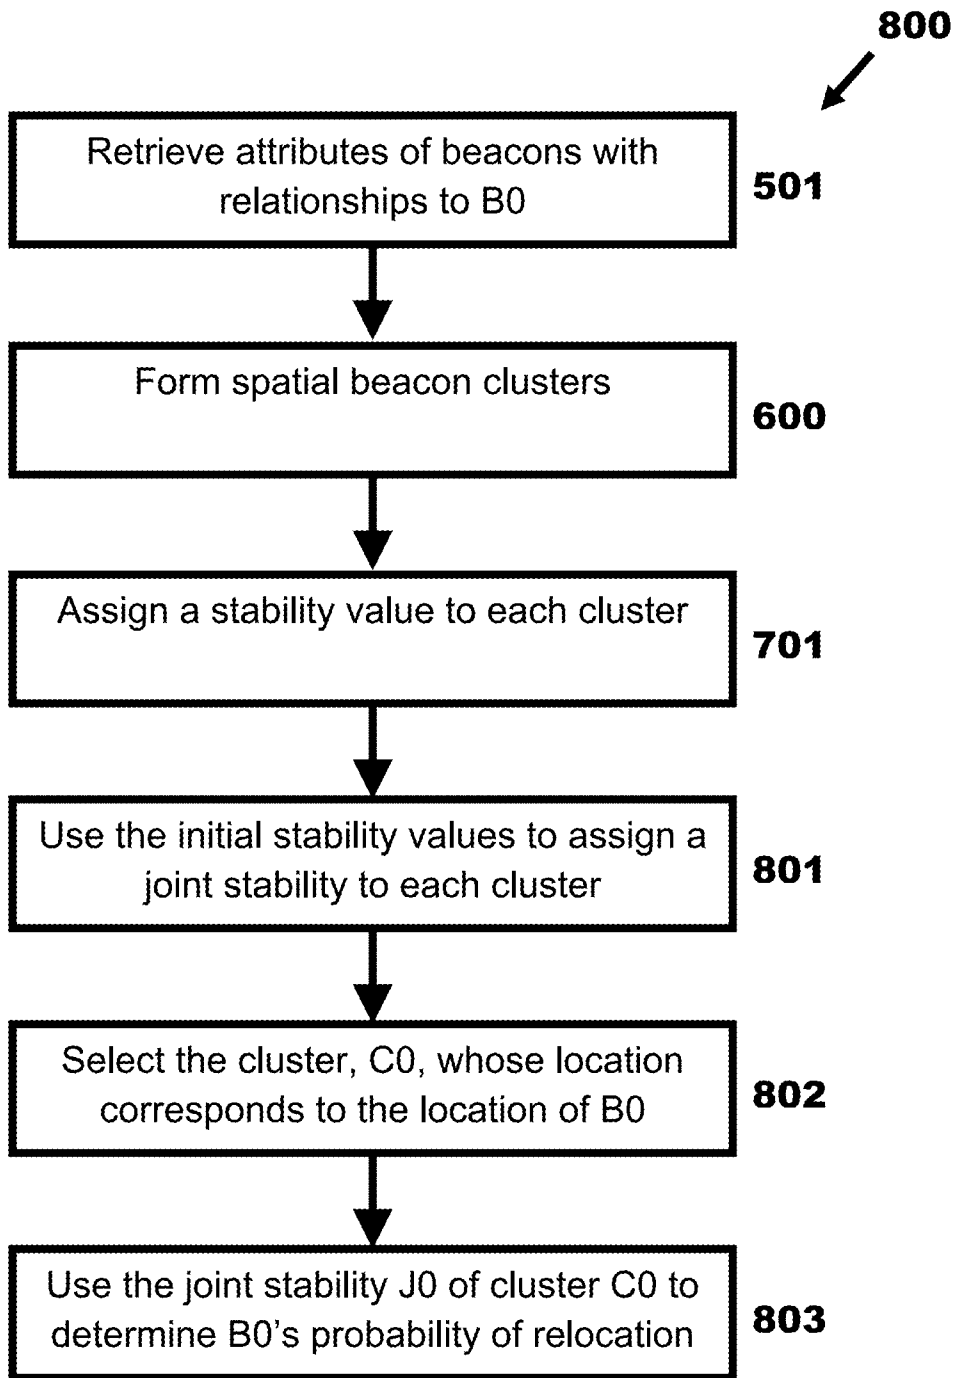 800
Retrieve attributes of beacons with
relationships to B0
501
Form spatial beacon clusters
600
Assign a stability value to each cluster
701
Use the initial stability values to assign a
joint stability to each cluster
801
Select the cluster, C0, whose location
corresponds to the location of B0
802
Use the joint stability J0 of cluster C0 to
determine B0’s probability of relocation
803